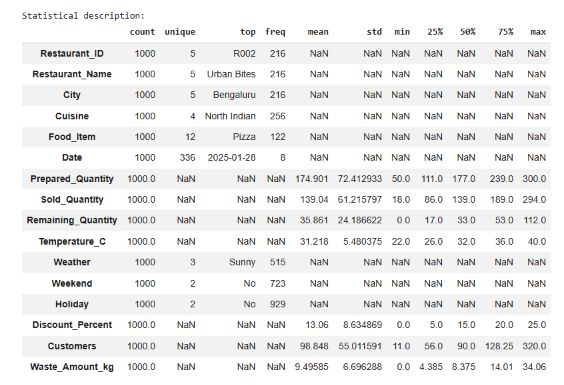 Statistical description:
count unique top freq mean std min 25% 50% 75% max
Restaurant_ID 1000 5 R002 216 NaN NaN NaN NaN NaN NaN NaN
Restaurant_Name 1000 5 Urban Bites 216 NaN NaN NaN NaN NaN NaN NaN
City 1000 5 Bengaluru 216 NaN NaN NaN NaN NaN NaN NaN
Cuisine 1000 4 North Indian 256 NaN NaN NaN NaN NaN NaN NaN
Food_Item 1000 12 Pizza 122 NaN NaN NaN NaN NaN NaN NaN
Date 1000 336 2025-01-28 8 NaN NaN NaN NaN NaN NaN NaN
Prepared_Quantity 1000.0 NaN NaN NaN 174.901 72.412933 50.0 111.0 177.0 239.0 300.0
Sold_Quantity 1000.0 NaN NaN NaN 139.04 61.215797 18.0 86.0 139.0 189.0 294.0
Remaining_Quantity 1000.0 NaN NaN NaN 35.861 24.186622 0.0 17.0 33.0 53.0 112.0
Temperature_C 1000.0 NaN NaN NaN 31.218 5.480375 22.0 26.0 32.0 36.0 40.0
Weather 1000 3 Sunny 515 NaN NaN NaN NaN NaN NaN NaN
Weekend 1000 2 No 723 NaN NaN NaN NaN NaN NaN NaN
Holiday 1000 2 No 929 NaN NaN NaN NaN NaN NaN NaN
Discount_Percent 1000.0 NaN NaN NaN 13.06 8.634869 0.0 5.0 15.0 20.0 25.0
Customers 1000.0 NaN NaN NaN 98.848 55.011591 11.0 56.0 90.0 128.25 320.0
Waste_Amount_kg 1000.0 NaN NaN NaN 9.49585 6.696288 0.0 4.385 8.375 14.01 34.06